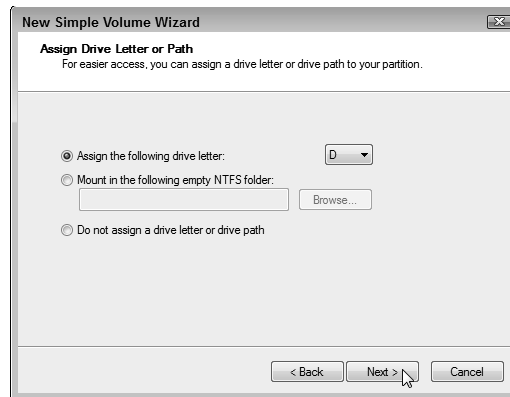 New Simple Volume Wizard
Assign Drive Letter or Path
For easier access, you can assign a drive letter or drive path to your partition.
Assign the following drive letter: D
Mount in the following empty NTFS folder:
Browse...
Do not assign a drive letter or drive path
< Back Next > Cancel